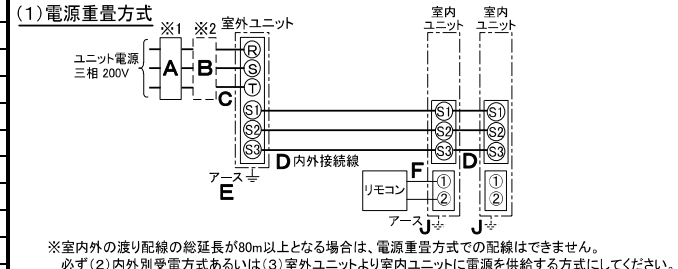 (1)電源重畳方式
※1 ※2 室外ユニット
室内
ユニット
室内
ユニット
ユニット電源
三相 200V
A
B
C
R
S
T
S1
S2
S3
S1
S2
S3
S1
S2
S3
D 内外接続線
D
アース
E
F
リモコン
①
②
①
②
アース
J
J
※室内外の渡り配線の総延長が80m以上となる場合は、電源重畳方式での配線はできません。
必ず(2)内外別受電方式あるいは(3)室外ユニットより室内ユニットに電源を供給する方式にしてください。